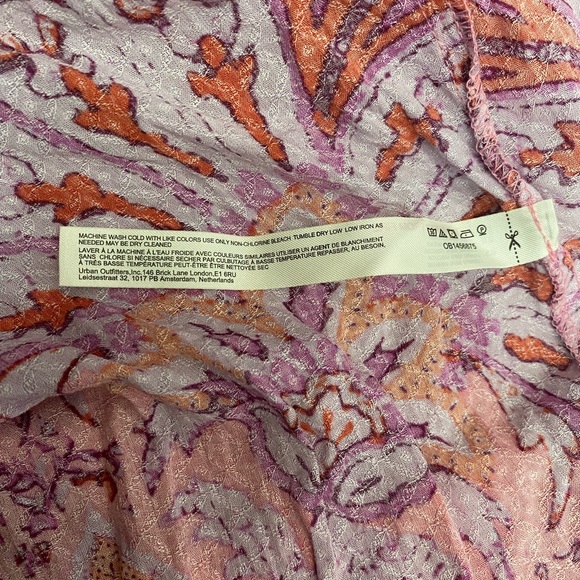 MACHINE WASH COLD WITH LIKE COLORS USE ONLY NON-CHLORINE BLEACH TUMBLE DRY LOW LOW IRON AS
NEEDED MAY BE DRY CLEANED
LAVER À LA MACHINE À L'EAU FROIDE AVEC COULEURS SIMILAIRES UTILISER UN AGENT DE BLANCHIMENT
SANS CHLORE SI NÉCESSAIRE SÉCHER PAR CULBUTAGE À BASSE TEMPÉRATURE REPASSER, AU BESOIN,
À TRÈS BASSE TEMPÉRATURE PEUT-ÊTRE ÊTRE NETTOYÉE SEC
Urban Outfitters,Inc.146 Brick Lane London,E1 6RU
Leidsestraat 32, 1017 PB Amsterdam, Netherlands
OB1458875